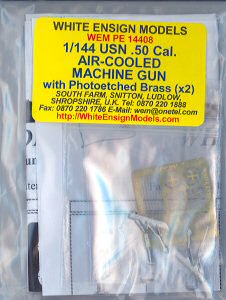 WHITE ENSIGN MODELS
WEM PE 14408
1/144 USN .50 Cal.
AIR-COOLED
MACHINE GUN
with Photoetched Brass (x2)
SOUTH FARM, SNITTON, LUDLOW,
SHROPSHIRE, U.K. Tel: 0870 220 1888
Fax: 0870 220 1786 E-Mail: wem@onetel.com
http://WhiteEnsignModels.com